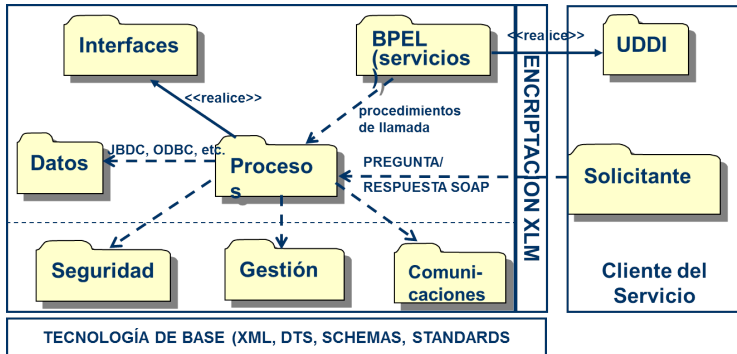 Interfaces
BPEL
(servicios
),
<<realice>>
UDDI
<<realice>>
procedimientos
de llamada
Datos
JBDC, ODBC, etc.
Proceso
s
PREGUNTA/
RESPUESTA SOAP
ENCRIPTACION XLM
Solicitante
Seguridad
Gestión
Comuni-
caciones
Cliente del
Servicio
TECNOLOGÍA DE BASE (XML, DTS, SCHEMAS, STANDARDS